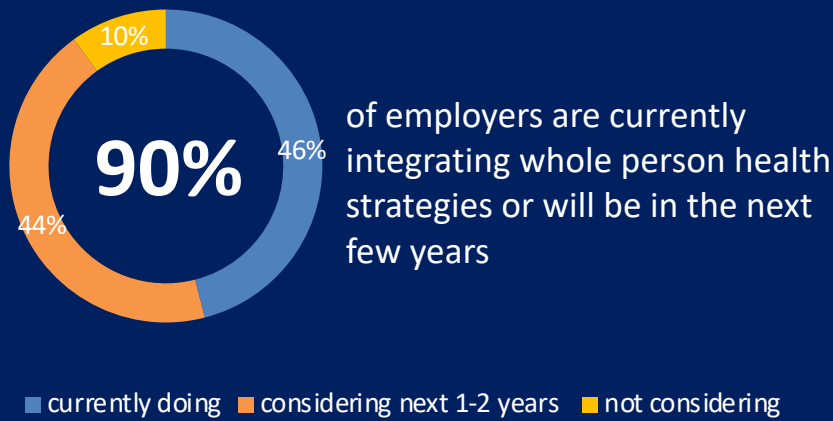 10%
90%
46%
44%
of employers are currently
integrating whole person health
strategies or will be in the next
few years
currently doing
considering next 1-2 years
not considering